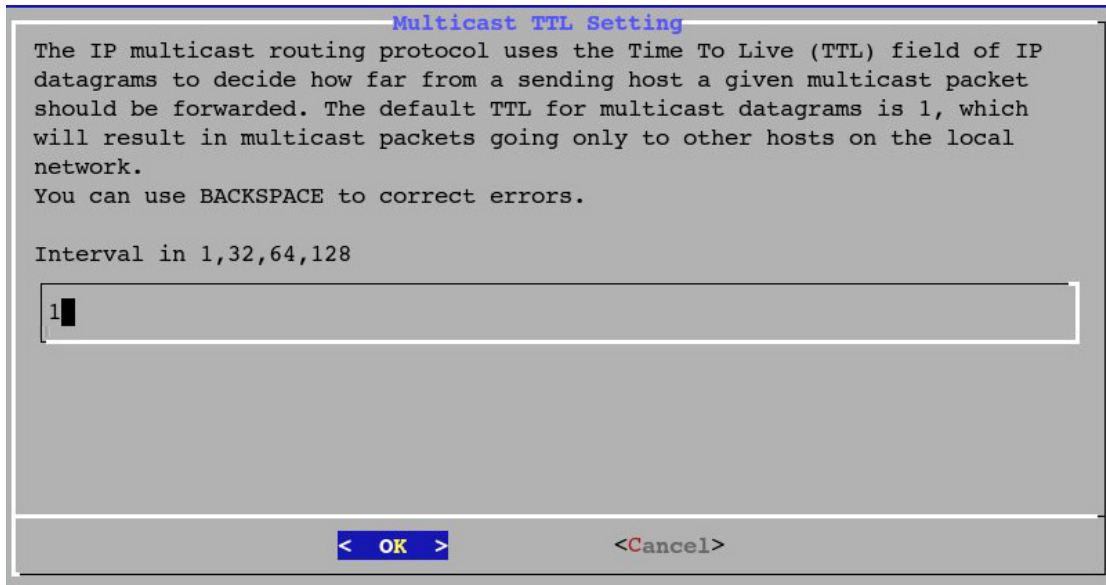 Multicast TTL Setting
The IP multicast routing protocol uses the Time To Live (TTL) field of IP
datagrams to decide how far from a sending host a given multicast packet
should be forwarded. The default TTL for multicast datagrams is 1, which
will result in multicast packets going only to other hosts on the local
network.
You can use BACKSPACE to correct errors.
Interval in 1,32,64,128
1
< OK > <Cancel>